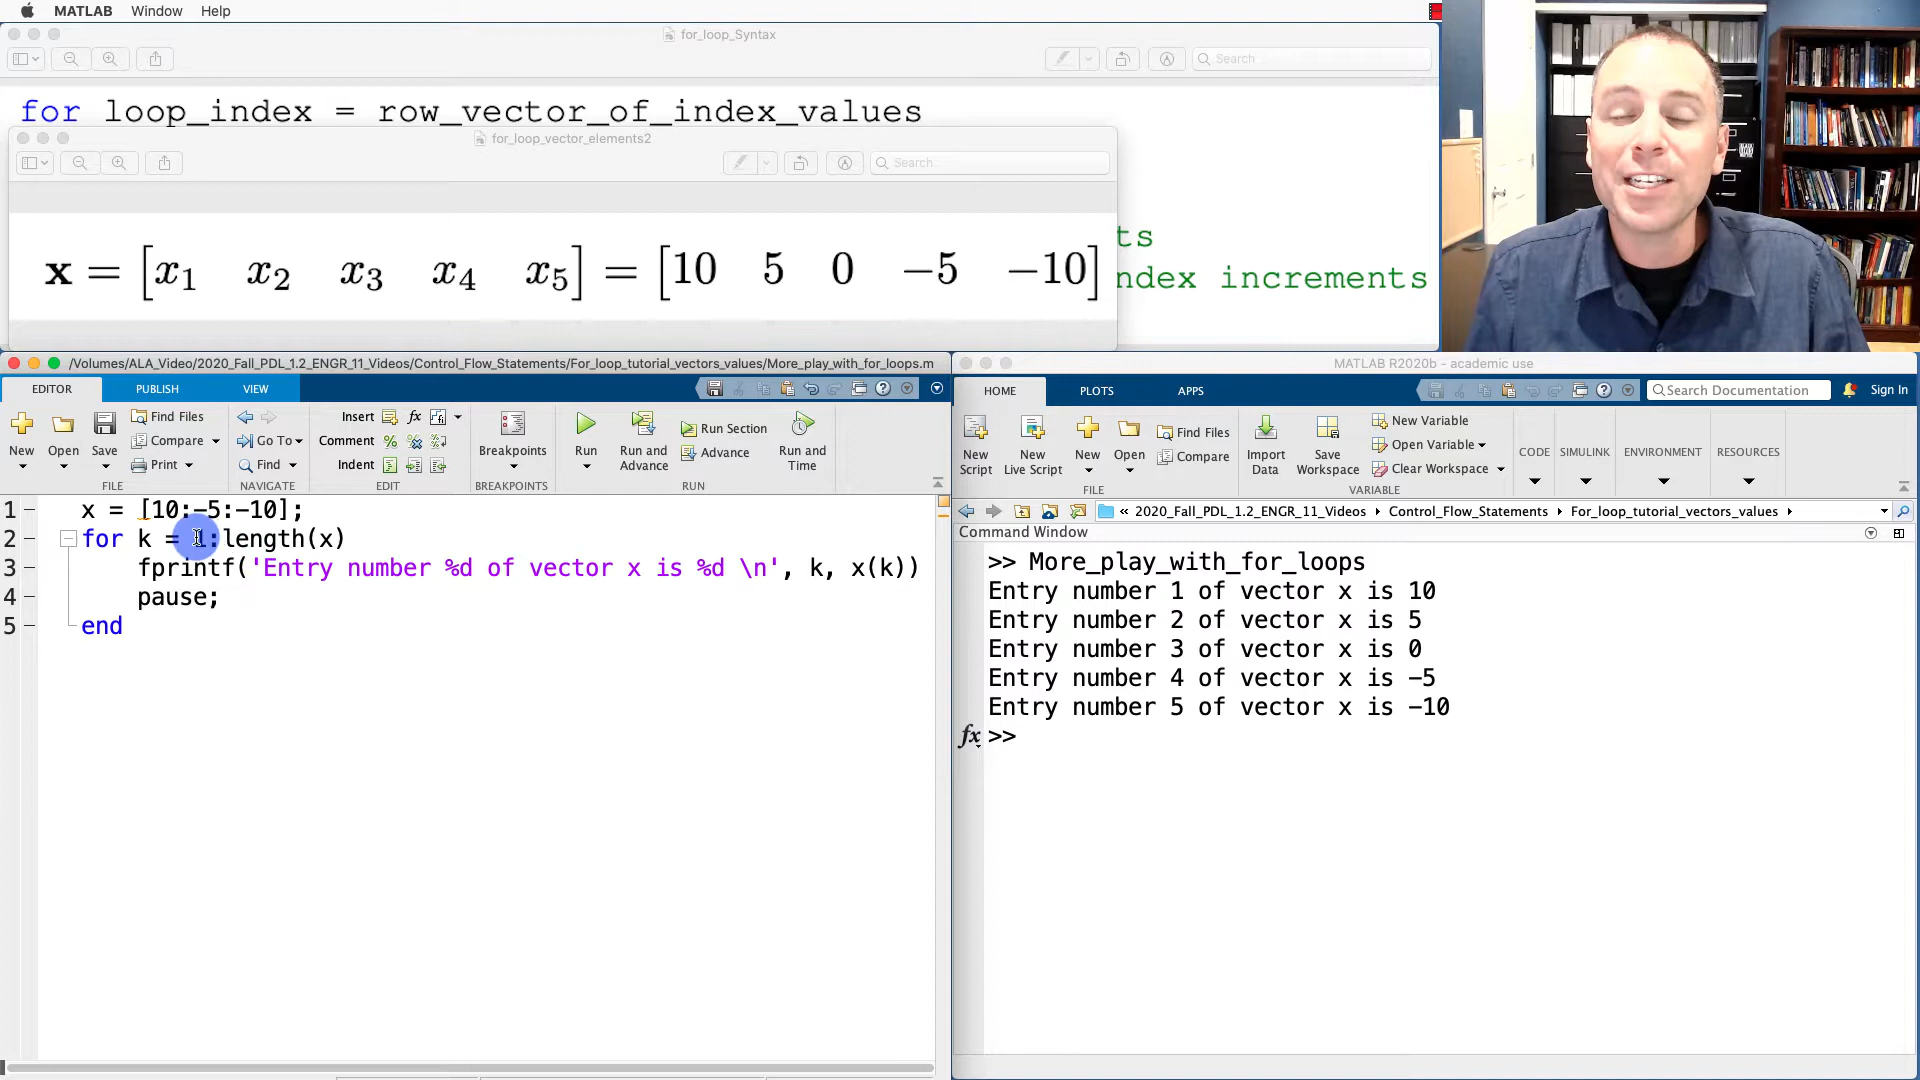 MATLAB Window Help
for_loop_Syntax
Search
for loop_index = row_vector_of_index_values
for_loop_vector_elements2
Search
ts
ndex increments
x = [x1 x2 x3 x4 x5] = [10 5 0 −5 −10]
/Volumes/ALA_Video/2020_Fall_PDL_1.2_ENGR_11_Videos/Control_Flow_Statements/For_loop_tutorial_vectors_values/More_play_with_for_loops.m
EDITOR PUBLISH VIEW
New Open Save Find Files Compare Print
FILE
Go To Find
NAVIGATE
Insert fx Comment Indent
EDIT
Breakpoints
BREAKPOINTS
Run Run and Advance Run Section Advance Run and Time
RUN
1 x = [10:-5:-10];
2 for k = 1:length(x)
3 fprintf('Entry number %d of vector x is %d \n', k, x(k))
4 pause;
5 end
MATLAB R2020b - academic use
HOME PLOTS APPS Search Documentation Sign In
New Script New Live Script New Open Find Files Compare
FILE
Import Data Save Workspace New Variable Open Variable Clear Workspace
VARIABLE
CODE SIMULINK ENVIRONMENT RESOURCES
« 2020_Fall_PDL_1.2_ENGR_11_Videos Control_Flow_Statements For_loop_tutorial_vectors_values
Command Window
>> More_play_with_for_loops
Entry number 1 of vector x is 10
Entry number 2 of vector x is 5
Entry number 3 of vector x is 0
Entry number 4 of vector x is -5
Entry number 5 of vector x is -10
fx >>